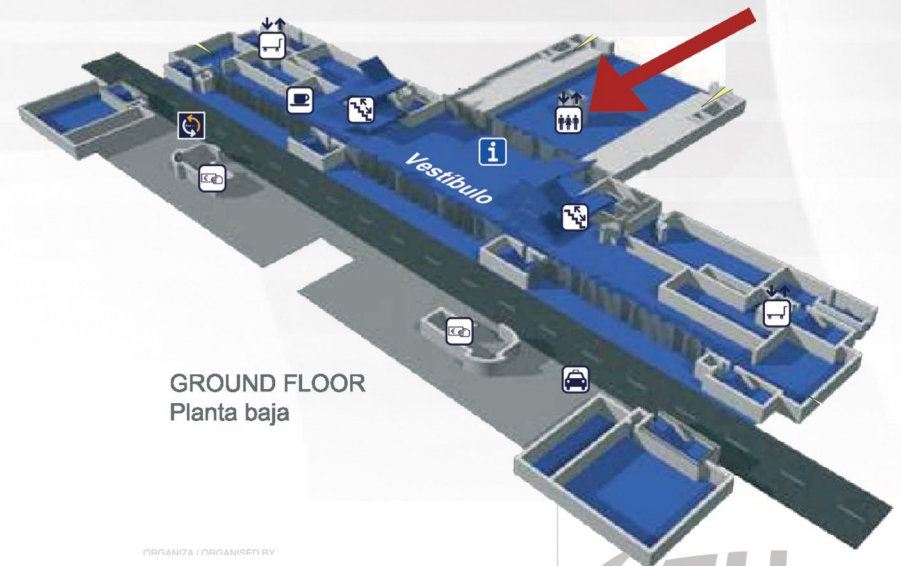 i
Vestíbulo
GROUND FLOOR
Planta baja
ORGANIZA / ORGANISED BY